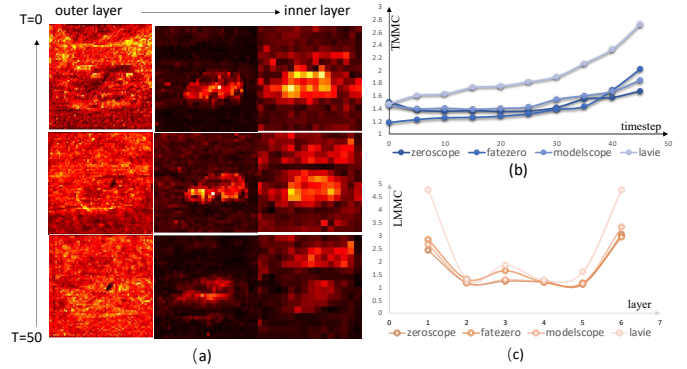 T=0
outer layer
inner layer
T=50
(a)
TMMC
2.8
2.6
2.4
2.2
2
1.8
1.6
1.4
1.2
1
0
10
20
30
40
50
timestep
zeroscope fatezero modelscope lavie
(b)
LMMC
5
4.5
4
3.5
3
2.5
2
1.5
1
0.5
0
0
1
2
3
4
5
6
7
layer
zeroscope fatezero modelscope lavie
(c)